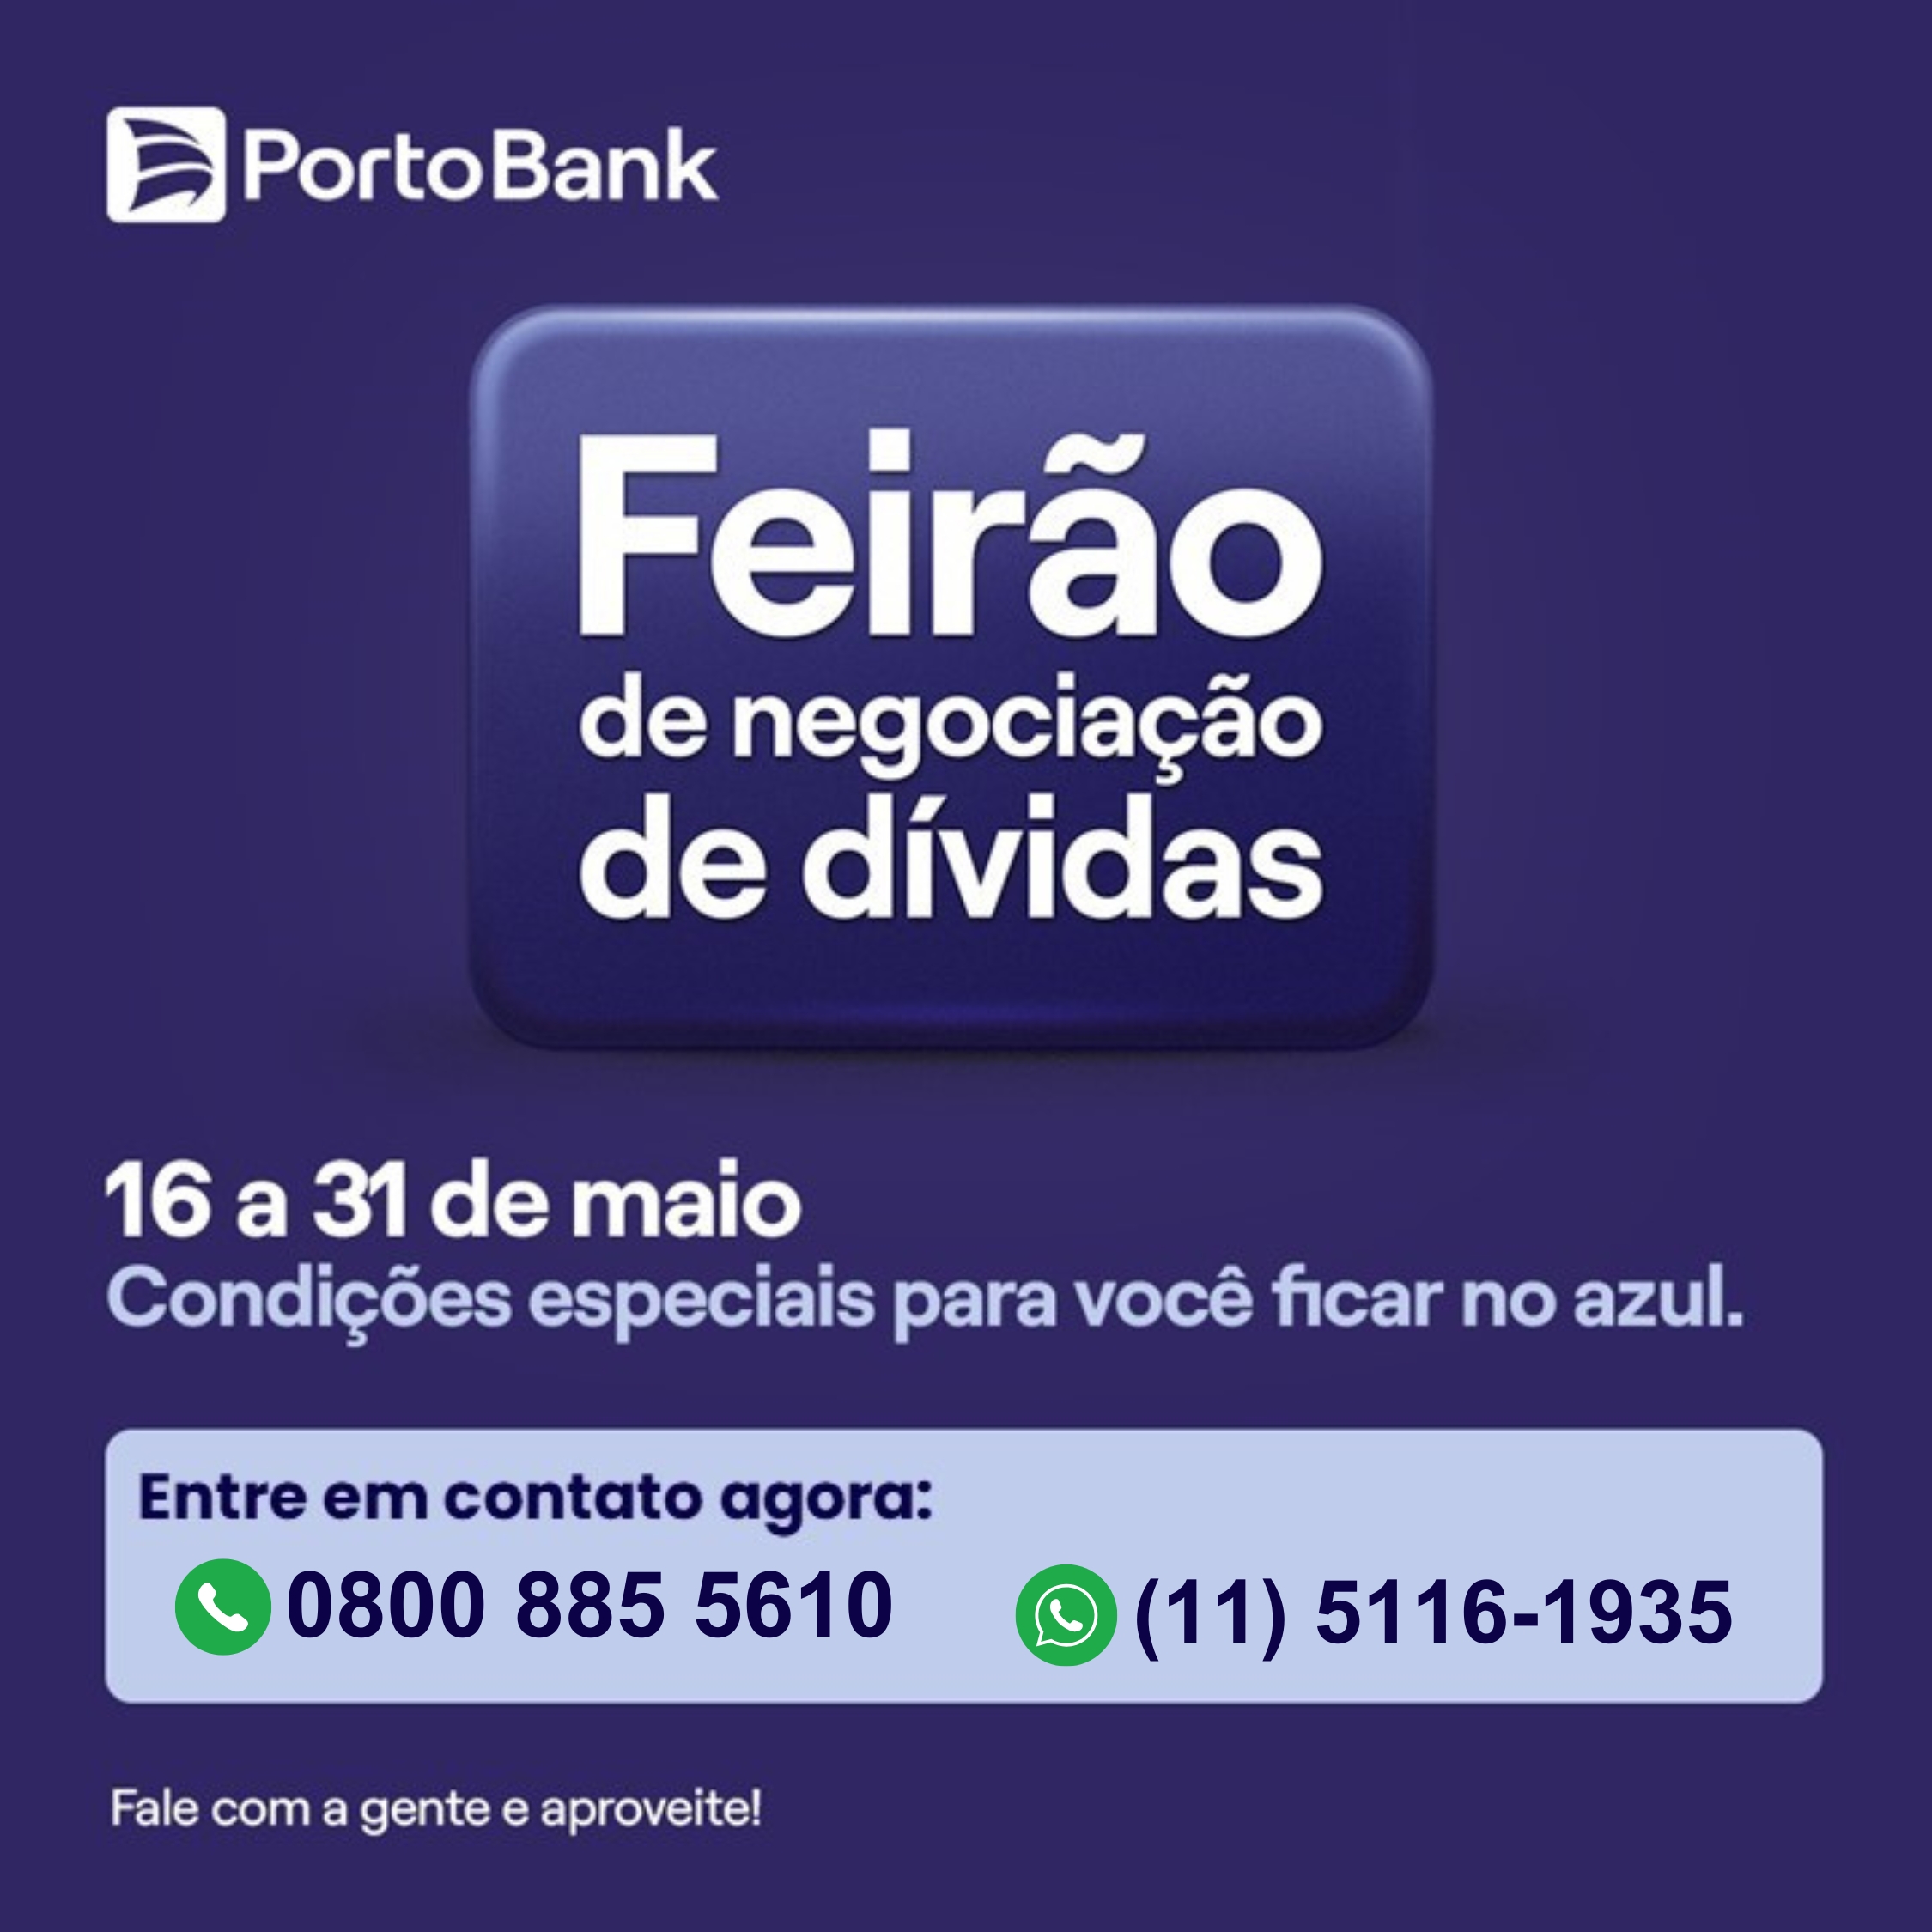 PortoBank
Feirão
de negociação
de dívidas
16 a 31 de maio
Condições especiais para você ficar no azul.
Entre em contato agora:
0800 885 5610
(11) 5116-1935
Fale com a gente e aproveite!